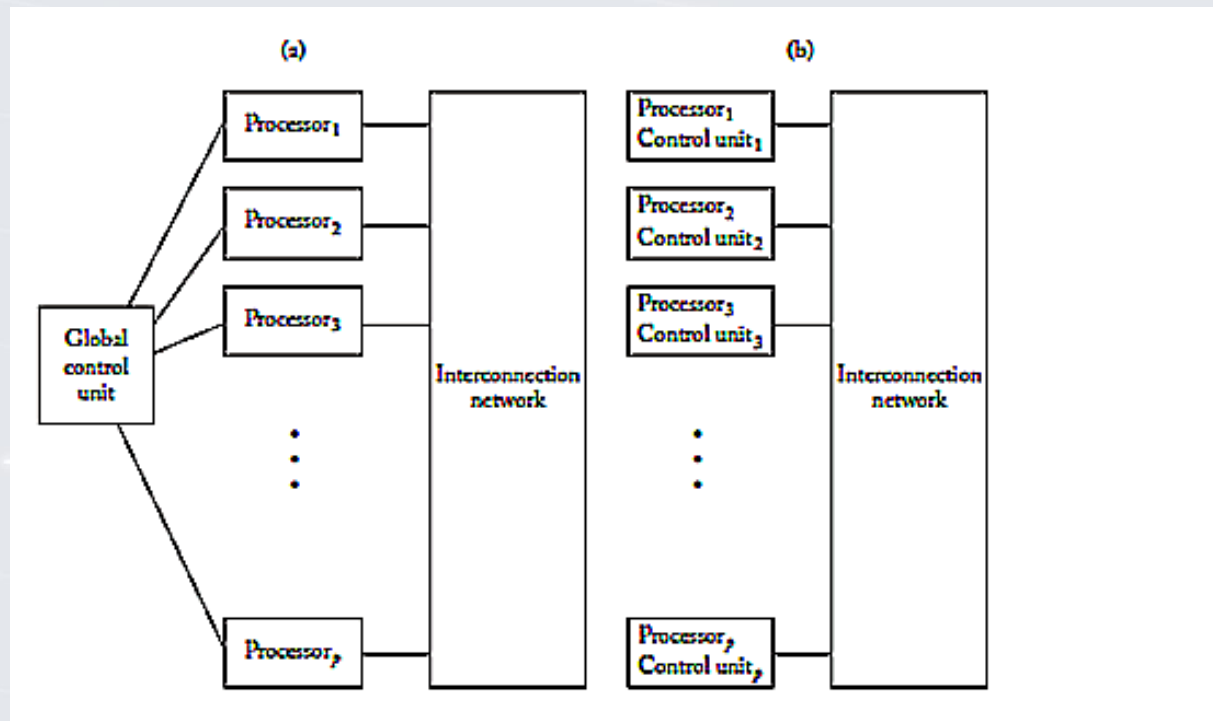 (a)
Global
control
unit
Processor₁
Processor₂
Processor₃
Processorₚ
Interconnection
network
(b)
Processor₁
Control unit₁
Processor₂
Control unit₂
Processor₃
Control unit₃
Processorₚ
Control unitₚ
Interconnection
network